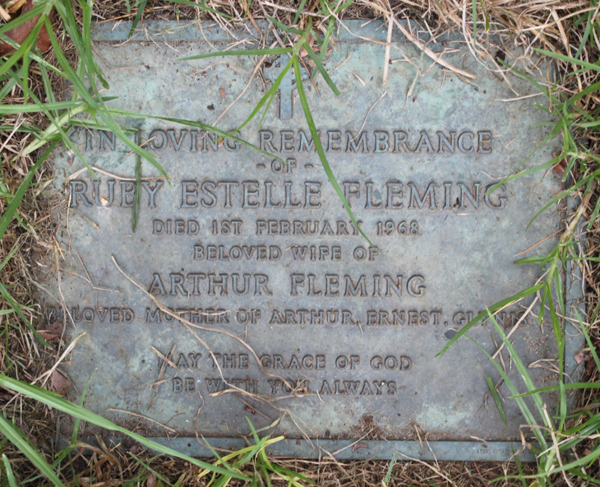 IN LOVING REMEMBRANCE
- OF -
RUBY ESTELLE FLEMING
DIED 1ST FEBRUARY 1968
BELOVED WIFE OF
ARTHUR FLEMING
BELOVED MOTHER OF ARTHUR, ERNEST,
MAY THE GRACE OF GOD
BE WITH YOU ALWAYS